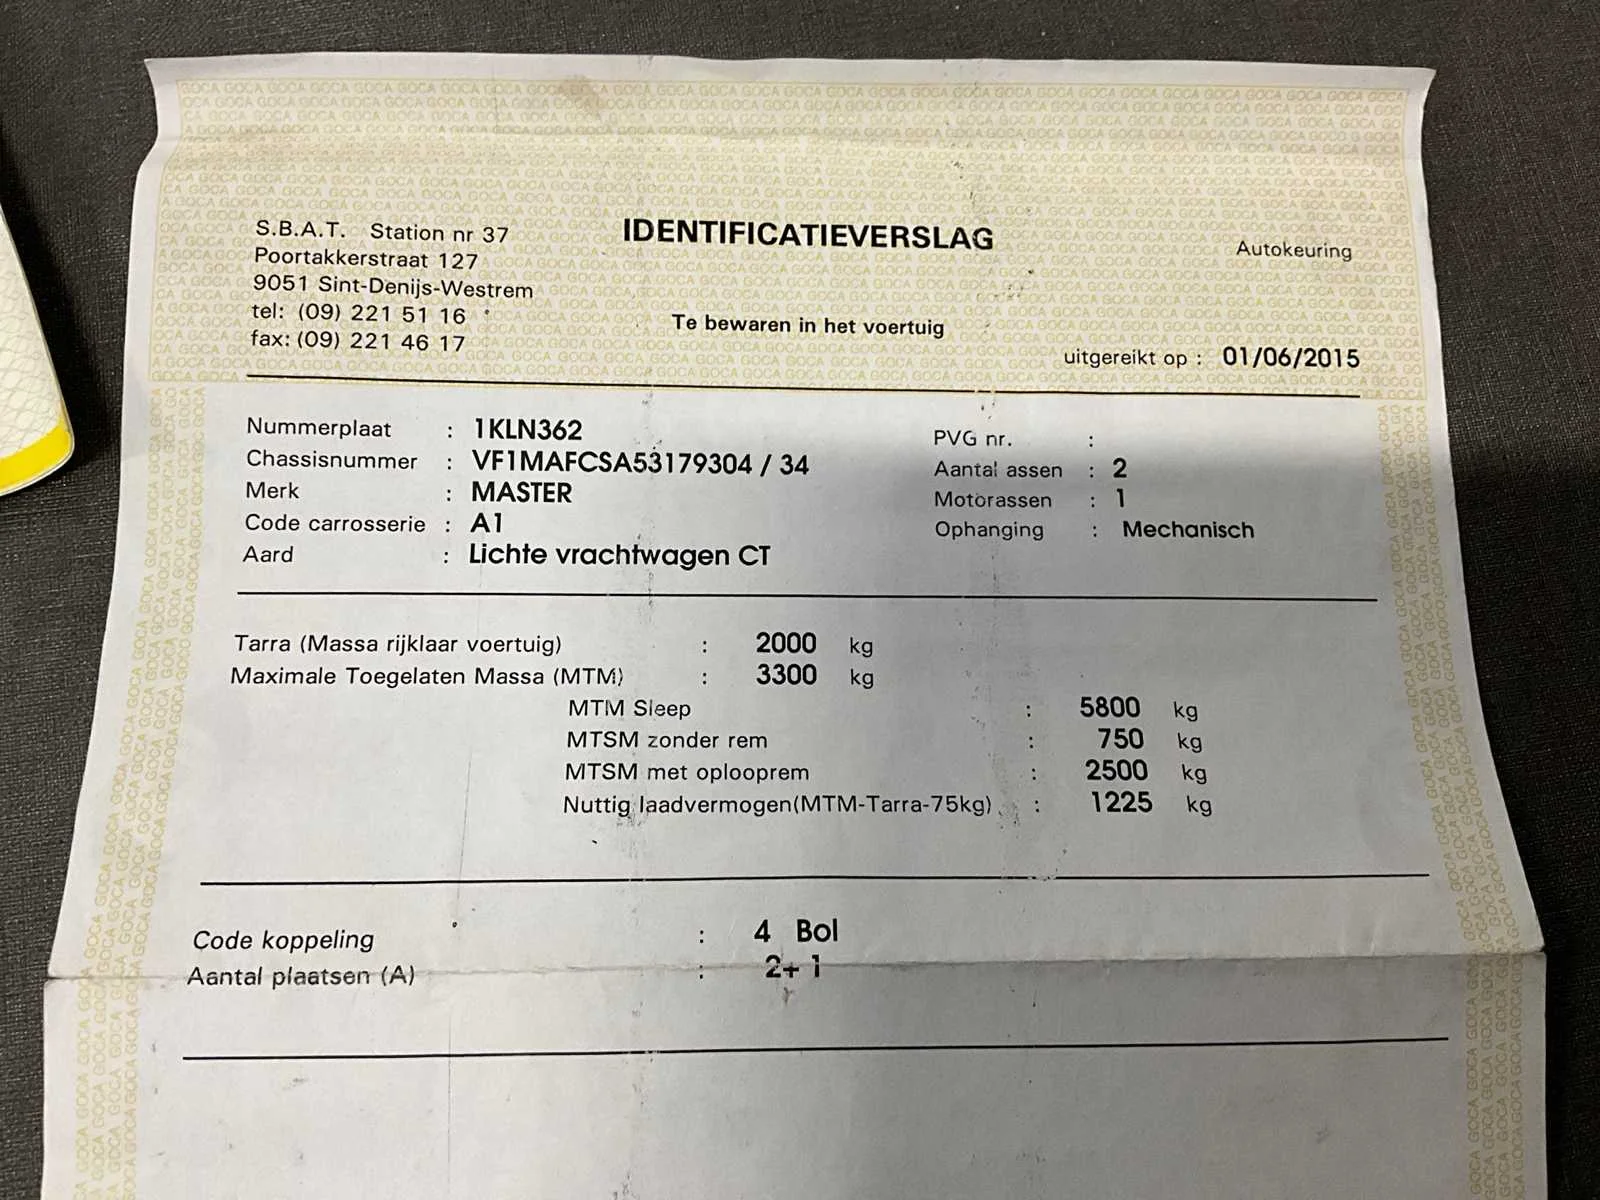 S.B.A.T. Station nr 37
Poortakkerstraat 127
9051 Sint-Denijs-Westrem
tel: (09) 221 51 16
fax: (09) 221 46 17
IDENTIFICATIEVERSLAG
Te bewaren in het voertuig
Autokeuring
uitgereikt op : 01/06/2015
Nummerplaat : 1KLN362
Chassisnummer : VF1MAFCSA53179304 / 34
Merk : MASTER
Code carrosserie : A1
Aard : Lichte vrachtwagen CT
PVG nr. :
Aantal assen : 2
Motorassen : 1
Ophanging : Mechanisch
Tarra (Massa rijklaar voertuig) : 2000 kg
Maximale Toegelaten Massa (MTM) : 3300 kg
MTM Sleep : 5800 kg
MTSM zonder rem : 750 kg
MTSM met oplooprem : 2500 kg
Nuttig laadvermogen(MTM-Tarra-75kg) : 1225 kg
Code koppeling : 4 Bol
Aantal plaatsen (A) : 2+ 1